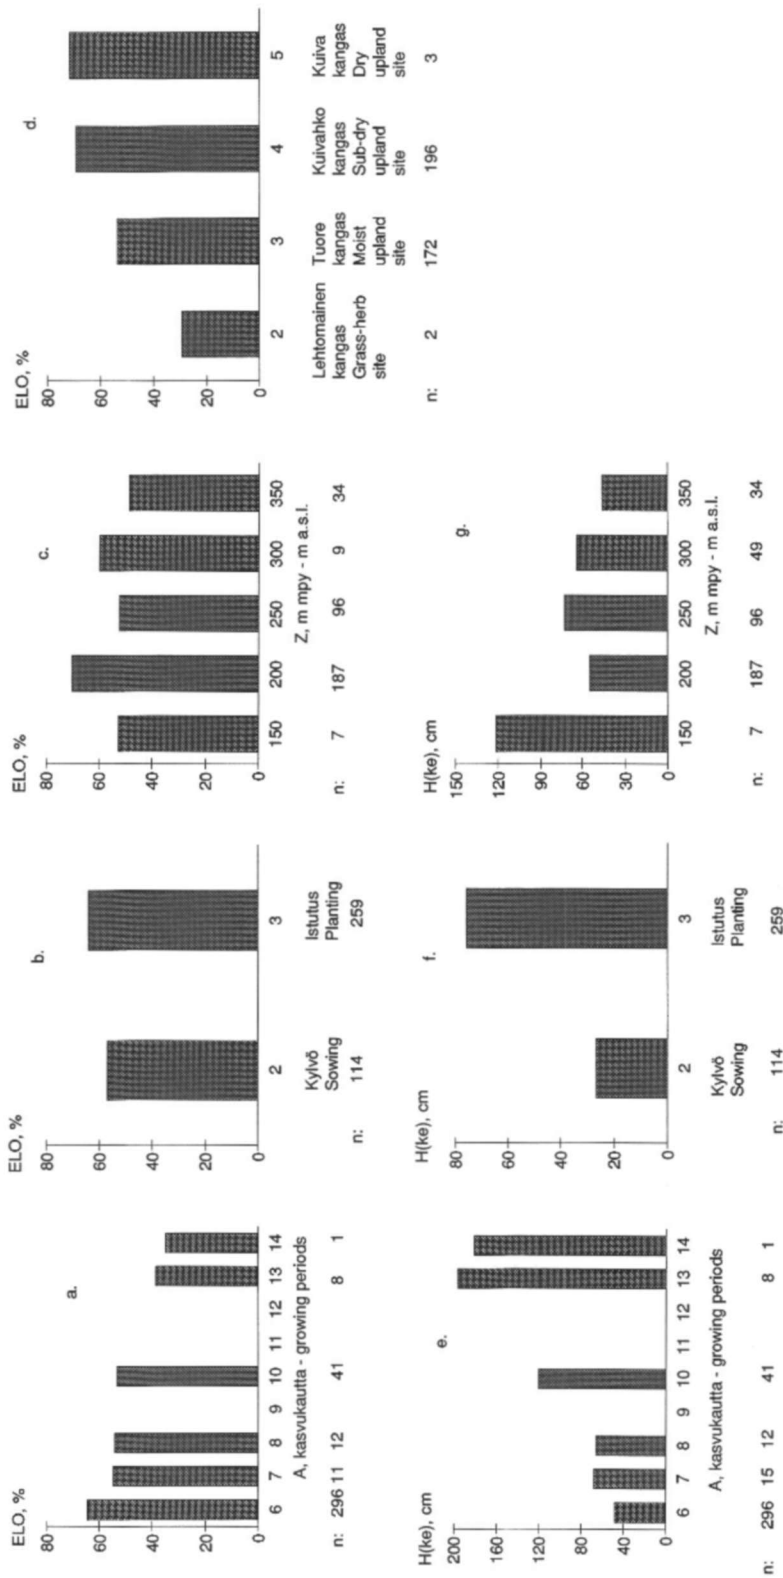 a.
ELO, %
80
60
40
20
0
6 7 8 9 10 11 12 13 14
A, kasvukautta - growing periods
n: 296 11 12 41 8 1
b.
ELO, %
80
60
40
20
0
2 3
Kylvö Istutus
Sowing Planting
n: 114 259
c.
ELO, %
80
60
40
20
0
150 200 250 300 350
Z, m mpy - m a.s.l.
n: 7 187 96 9 34
d.
ELO, %
80
60
40
20
0
2 3 4 5
Lehtomainen Tuore Kuivahko Kuiva
kangas kangas kangas kangas
Grass-herb Moist Sub-dry Dry
site upland upland upland
site site site
n: 2 172 196 3
e.
H(ke), cm
200
160
120
80
40
0
6 7 8 9 10 11 12 13 14
A, kasvukautta - growing periods
n: 296 15 12 41 8 1
f.
H(ke), cm
80
60
40
20
0
2 3
Kylvö Istutus
Sowing Planting
n: 114 259
g.
H(ke), cm
150
120
90
60
30
0
150 200 250 300 350
Z, m mpy - m a.s.l.
n: 7 187 96 49 34